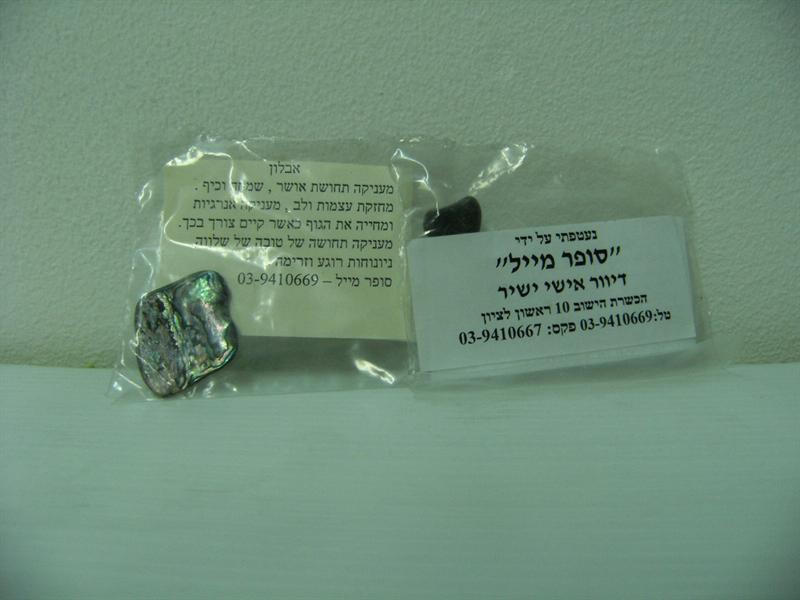 אבלון
מעניקה תחושת אושר , שמחה וכיף .
מחזקת עצמות ולב , מעניקה אנרגיות
ומחייה את הגוף כאשר קיים צורך בכך.
מעניקה תחושה של טובה של שלווה
ניונוחות רוגע וזרימה
סופר מייל – 03-9410669
נעטפתי על ידי
"סופר מייל"
דיוור אישי ישיר
הכשרת הישוב 10 ראשון לציון
טל:03-9410669 פקס: 03-9410667